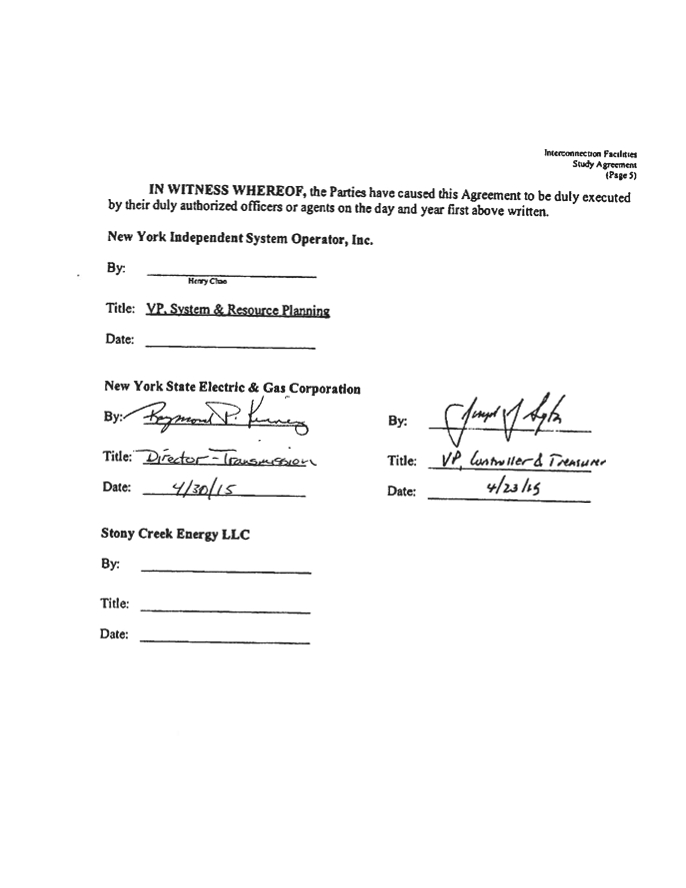 Interconnection Facilities
Study Agreement
(Page 5)
IN WITNESS WHEREOF, the Parties have caused this Agreement to be duly executed
by their duly authorized officers or agents on the day and year first above written.
New York Independent System Operator, Inc.
By:
Henry Chao
Title: VP, System & Resource Planning
Date:
New York State Electric & Gas Corporation
By: Raymond P. Kinney
Title: Director - Transmission
Date: 4/30/15
By: Joseph J
Title: VP, Controller & Treasurer
Date: 4/23/15
Stony Creek Energy LLC
By:
Title:
Date: